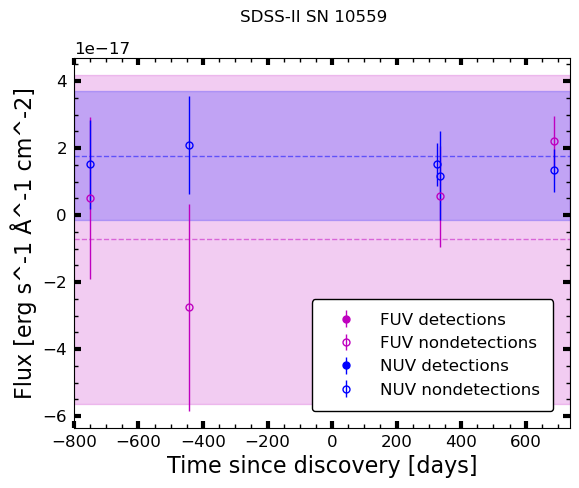 SDSS-II SN 10559
1e−17
4
2
0
−2
−4
−6
Flux [erg s^-1 Å^-1 cm^-2]
FUV detections
FUV nondetections
NUV detections
NUV nondetections
−800 −600 −400 −200 0 200 400 600
Time since discovery [days]